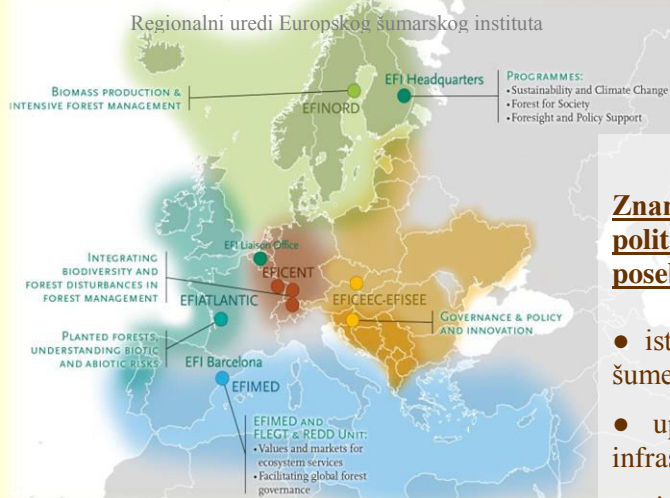 Regionalni uredi Europskog šumarskog instituta
BIOMASS PRODUCTION &
INTENSIVE FOREST MANAGEMENT
EFINORD
EFI Headquarters
PROGRAMMES:
• Sustainability and Climate Change
• Forest for Society
• Foresight and Policy Support
INTEGRATING
BIODIVERSITY AND
FOREST DISTURBANCES IN
FOREST MANAGEMENT
EFI Liaison Office
EFICENT
EFIATLANTIC
EFICEEC-EFISEE
GOVERNANCE & POLICY
AND INNOVATION
PLANTED FORESTS,
UNDERSTANDING BIOTIC
AND ABIOTIC RISKS
EFI Barcelona
EFIMED
EFIMED AND
FLEGT & REDD UNIT:
• Values and markets for
ecosystem services
• Facilitating global forest
governance
● ist
šume
● up
infras